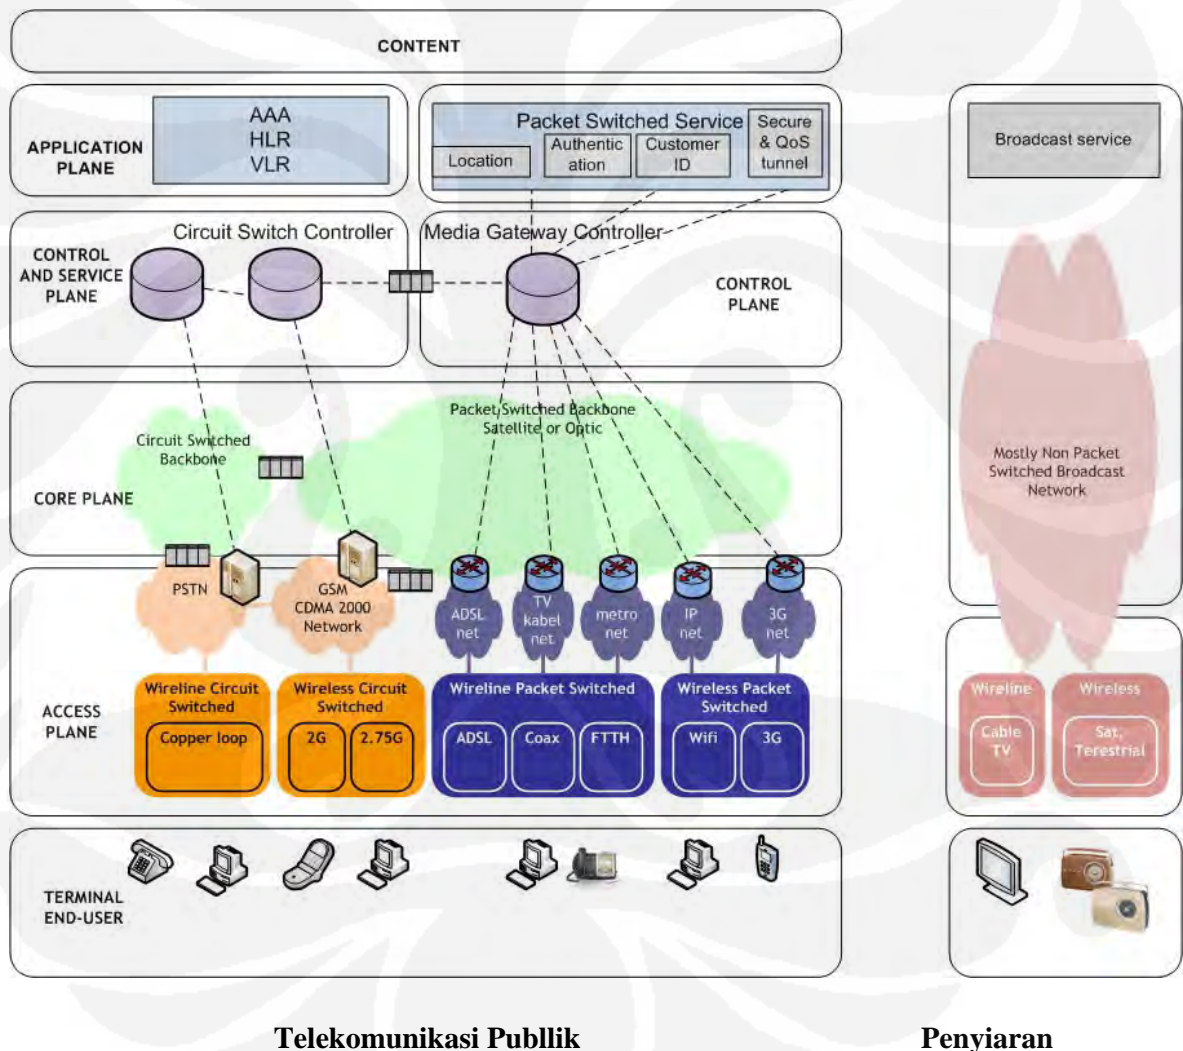 CONTENT
APPLICATION
PLANE
AAA
HLR
VLR
Packet Switched Service
Location
Authentic
ation
Customer
ID
Secure
& QoS
tunnel
Broadcast service
CONTROL
AND SERVICE
PLANE
Circuit Switch Controller
Media Gateway Controller
CONTROL
PLANE
CORE PLANE
Circuit Switched
Backbone
Packet Switched Backbone
Satellite or Optic
Mostly Non Packet
Switched Broadcast
Network
PSTN
GSM
CDMA 2000
Network
ADSL
net
TV
kabel
net
metro
net
IP
net
3G
net
ACCESS
PLANE
Wireline Circuit
Switched
Copper loop
Wireless Circuit
Switched
2G
2.75G
Wireline Packet Switched
ADSL
Coax
FTTH
Wireless Packet
Switched
Wifi
3G
Wireline
Cable
TV
Wireless
Sat,
Terestrial
TERMINAL
END-USER
Telekomunikasi Publlik
Penyiaran